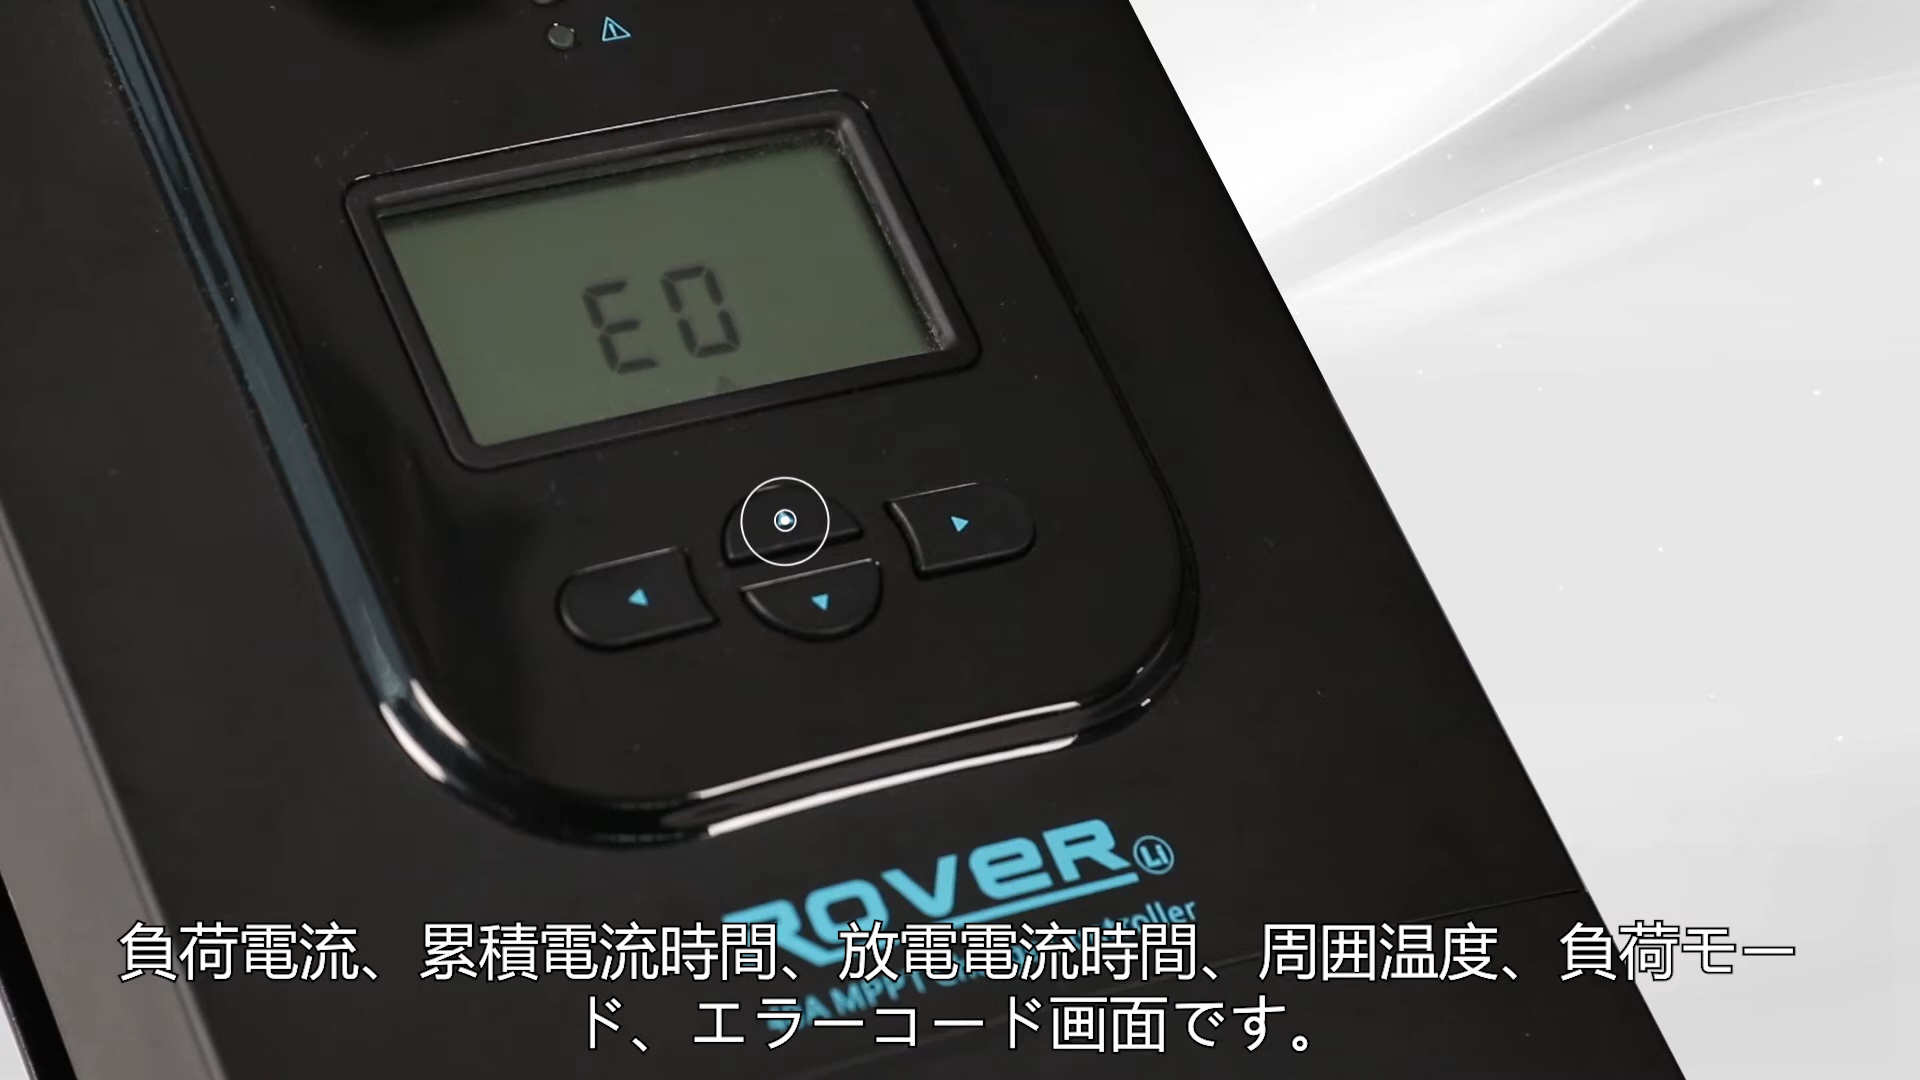 E0
ROVER Li
負荷電流、累積電流時間、放電電流時間、周囲温度、負荷モー
ド、エラーコード画面です。